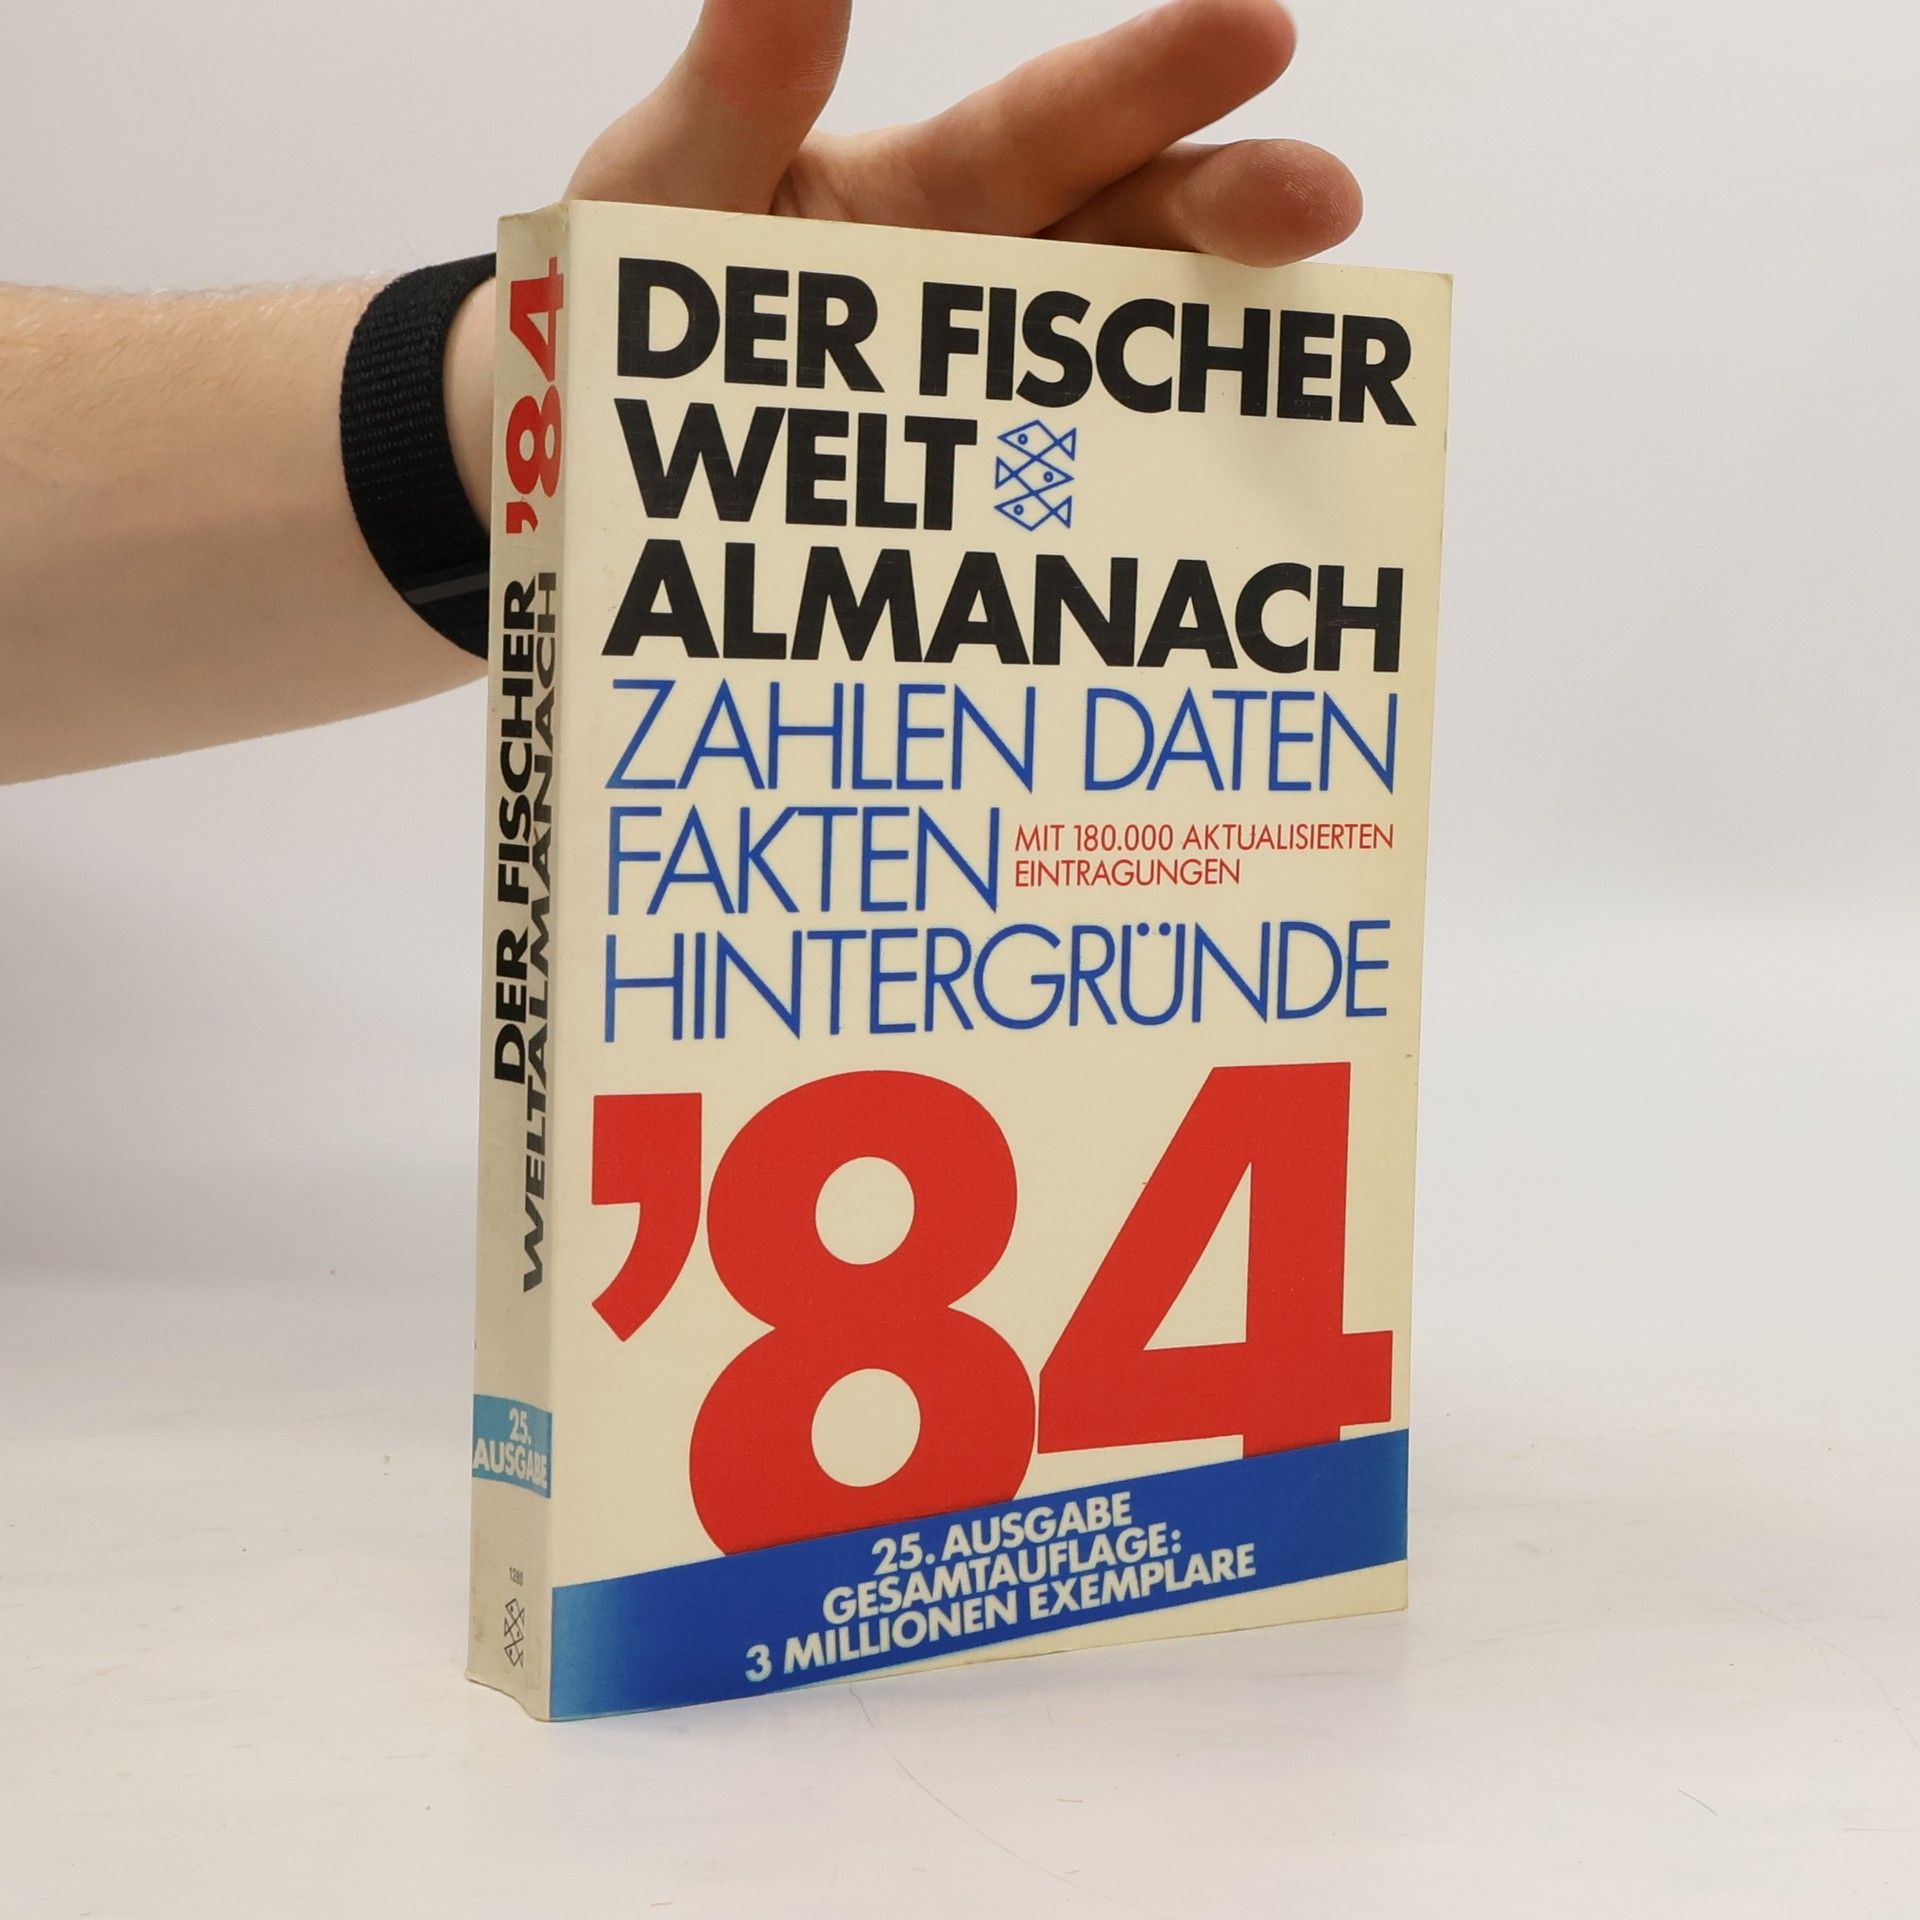 DER FISCHER
WELT
ALMANACH
ZAHLEN DATEN
FAKTEN
MIT 180.000 AKTUALISIERTEN
EINTRAGUNGEN
HINTERGRÜNDE
'84
25. AUSGABE
GESAMTAUFLAGE:
3 MILLIONEN EXEMPLARE
DER FISCHER
WELTALMANACH
'84
25.
AUSGABE
1280